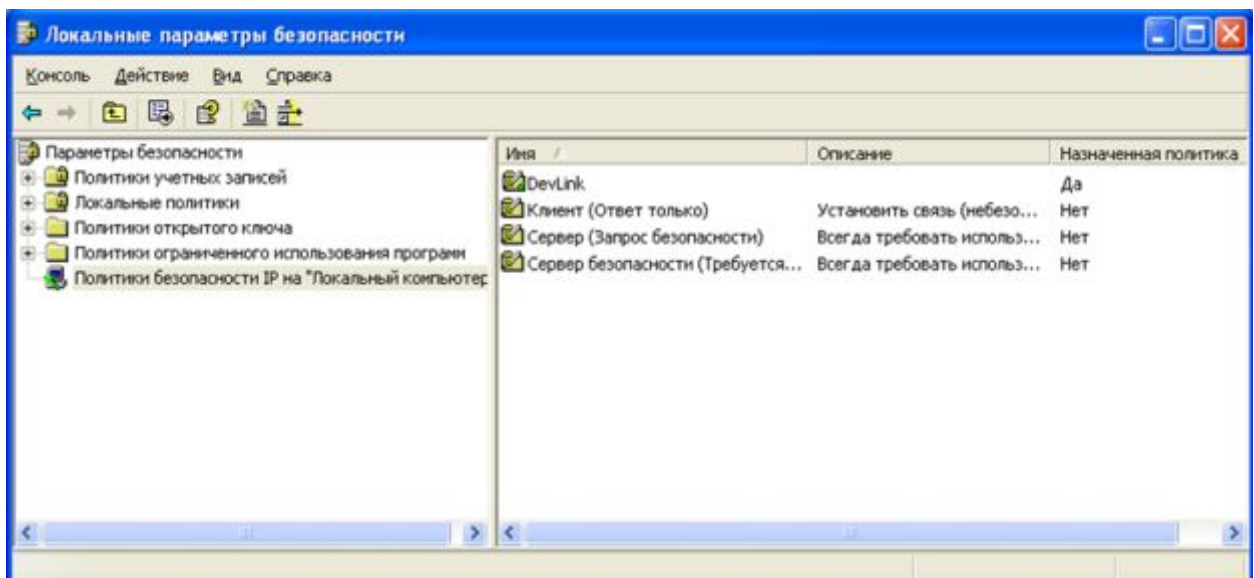 Локальные параметры безопасности
Консоль Действие Вид Справка
Параметры безопасности
Политики учетных записей
Локальные политики
Политики открытого ключа
Политики ограниченного использования программ
Политики безопасности IP на "Локальный компьютер
Имя Описание Назначенная политика
DevLink Да
Клиент (Ответ только) Установить связь (небезо... Нет
Сервер (Запрос безопасности) Всегда требовать использ... Нет
Сервер безопасности (Требуется... Всегда требовать использ... Нет